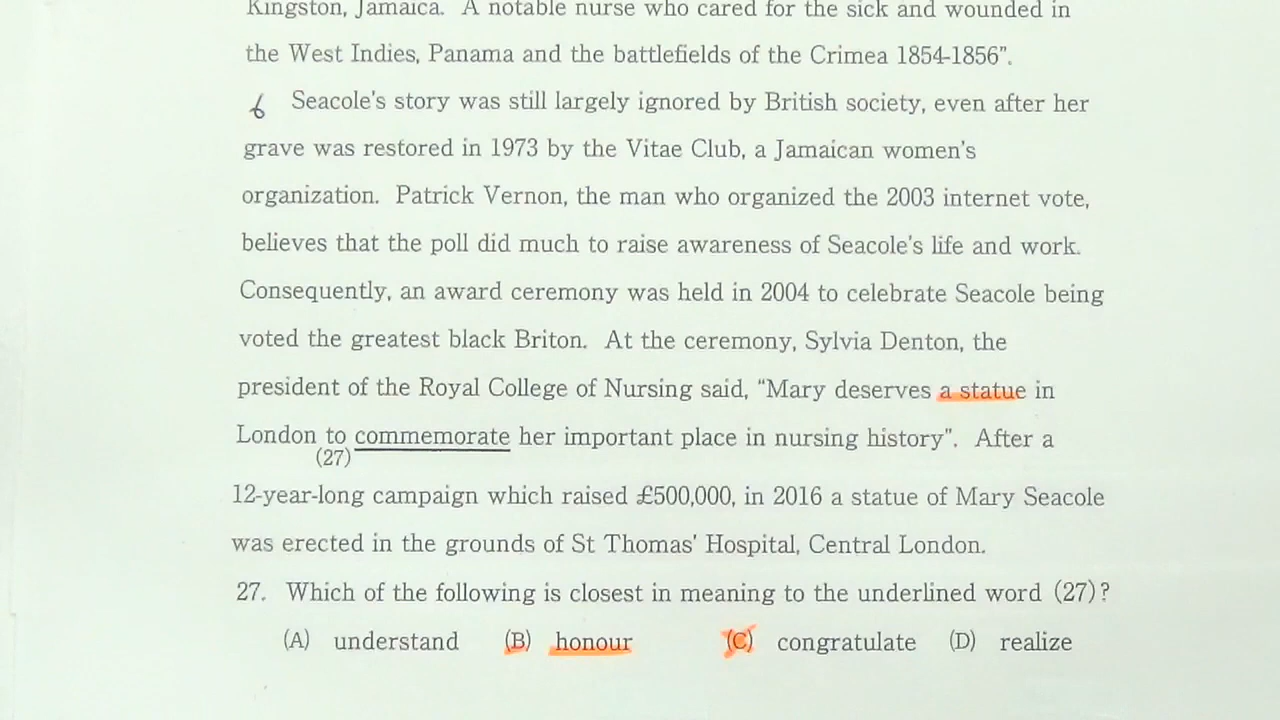 Kingston, Jamaica. A notable nurse who cared for the sick and wounded in
the West Indies, Panama and the battlefields of the Crimea 1854-1856”.
6 Seacole's story was still largely ignored by British society, even after her
grave was restored in 1973 by the Vitae Club, a Jamaican women's
organization. Patrick Vernon, the man who organized the 2003 internet vote,
believes that the poll did much to raise awareness of Seacole's life and work.
Consequently, an award ceremony was held in 2004 to celebrate Seacole being
voted the greatest black Briton. At the ceremony, Sylvia Denton, the
president of the Royal College of Nursing said, “Mary deserves a statue in
London to commemorate her important place in nursing history”. After a
(27)
12-year-long campaign which raised £500,000, in 2016 a statue of Mary Seacole
was erected in the grounds of St Thomas' Hospital, Central London.
27. Which of the following is closest in meaning to the underlined word (27)?
(A) understand (B) honour (C) congratulate (D) realize